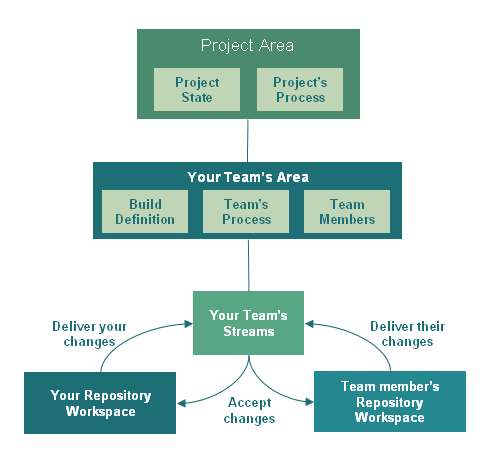 Project Area
Project
State
Project's
Process
Your Team's Area
Build
Definition
Team's
Process
Team
Members
Your Team's
Streams
Deliver your
changes
Deliver their
changes
Your Repository
Workspace
Accept
changes
Team member's
Repository
Workspace